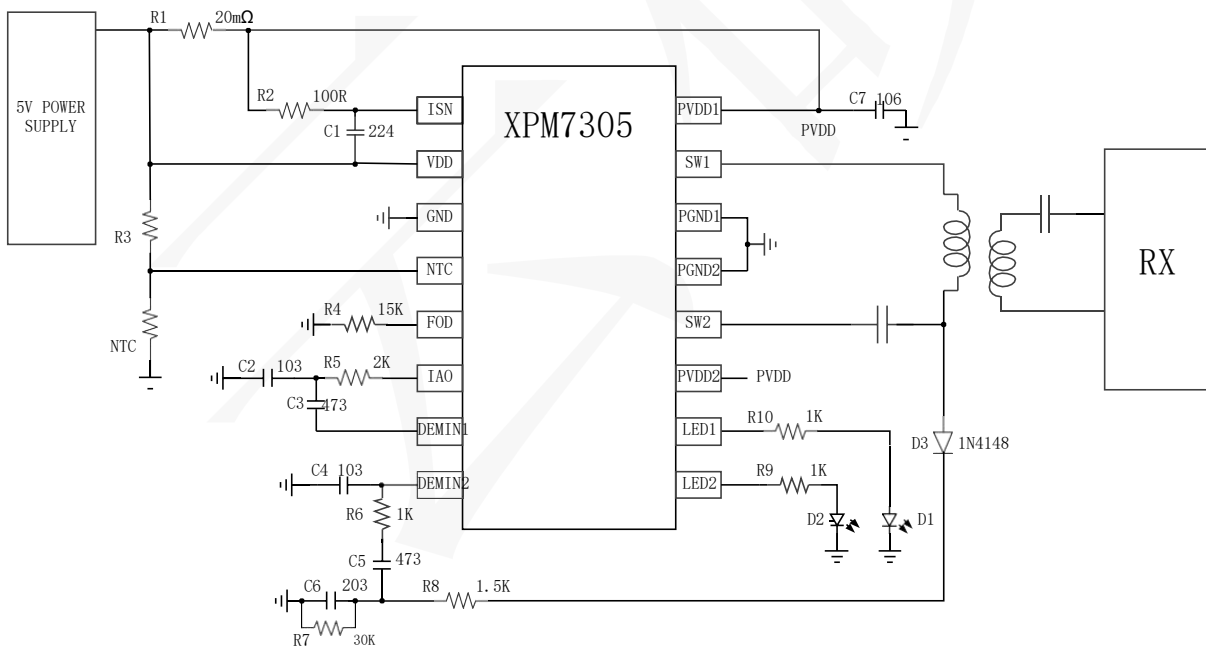 R1
20mΩ
5V POWER
SUPPLY
R2
100R
C1
224
ISN
VDD
GND
NTC
FOD
IAO
DEMIN1
DEMIN2
XPM7305
PVDD1
SW1
PGND1
PGND2
SW2
PVDD2
LED1
LED2
C7
106
PVDD
PVDD
RX
R3
NTC
R4
15K
C2
103
R5
2K
C3
473
C4
103
R6
1K
C5
473
C6
203
R7
30K
R8
1.5K
R10
1K
R9
1K
D2
D1
D3
1N4148